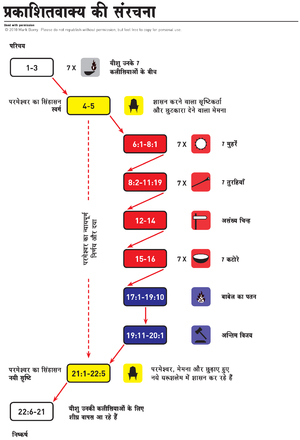 प्रकाशितवाक्य की संरचना
Used with permission
© 2019 Mark Barry. Please do not republish without permission, but feel free to copy for personal use.
परिचय
1-3
7 X
यीशु उनके 7
कलीसियाओं के बीच
परमेश्वर का सिंहासन
स्वर्ग
4-5
शासन करने वाला सृष्टिकर्ता
और छुटकारा देने वाला मेमना
6:1-8:1
7 X
7 मुहरें
8:2-11:19
7 X
7 तुरहियाँ
परमेश्वर का न्यायपूर्ण
निर्णय और दया
12-14
असंख्य चिन्ह
15-16
7 X
7 कटोरे
17:1-19:10
बाबेल का पतन
19:11-20:1
अन्तिम विजय
परमेश्वर का सिंहासन
नयी सृष्टि
21:1-22:5
परमेश्वर, मेमना और छुड़ाए हुए
नये यरूशलेम में शासन कर रहे हैं
22:6-21
यीशु उनकी कलीसियाओं के लिए
शीघ्र वापस आ रहे हैं
निष्कर्ष